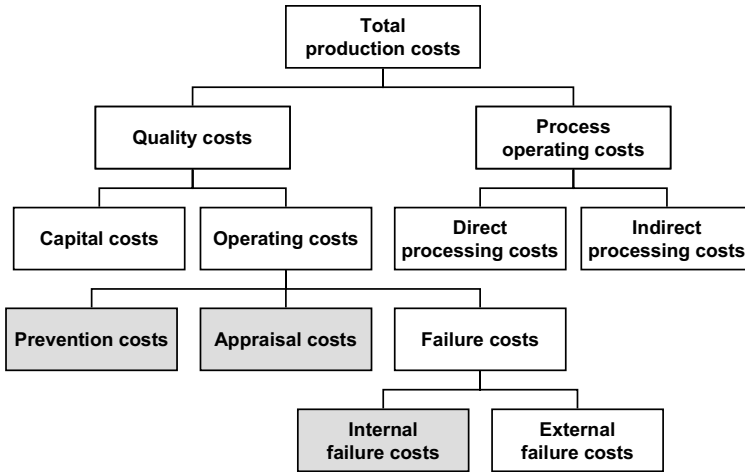 Total
production costs
Quality costs
Process
operating costs
Capital costs
Operating costs
Direct
processing costs
Indirect
processing costs
Prevention costs
Appraisal costs
Failure costs
Internal
failure costs
External
failure costs